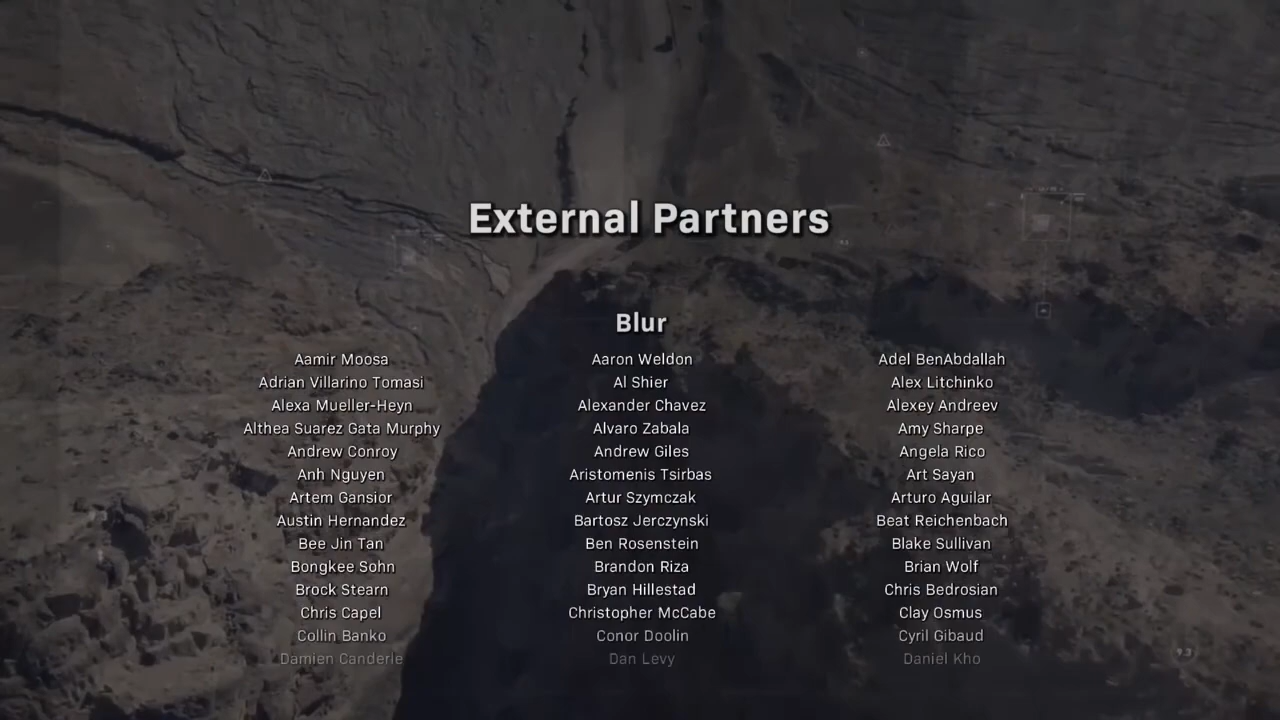 External Partners
Blur
Aamir Moosa Aaron Weldon Adel BenAbdallah
Adrian Villarino Tomasi Al Shier Alex Litchinko
Alexa Mueller-Heyn Alexander Chavez Alexey Andreev
Althea Suarez Gata Murphy Alvaro Zabala Amy Sharpe
Andrew Conroy Andrew Giles Angela Rico
Anh Nguyen Aristomenis Tsirbas Art Sayan
Artem Gansior Artur Szymczak Arturo Aguilar
Austin Hernandez Bartosz Jerczynski Beat Reichenbach
Bee Jin Tan Ben Rosenstein Blake Sullivan
Bongkee Sohn Brandon Riza Brian Wolf
Brock Stearn Bryan Hillestad Chris Bedrosian
Chris Capel Christopher McCabe Clay Osmus
Collin Banko Conor Doolin Cyril Gibaud
Damien Canderle Dan Levy Daniel Kho